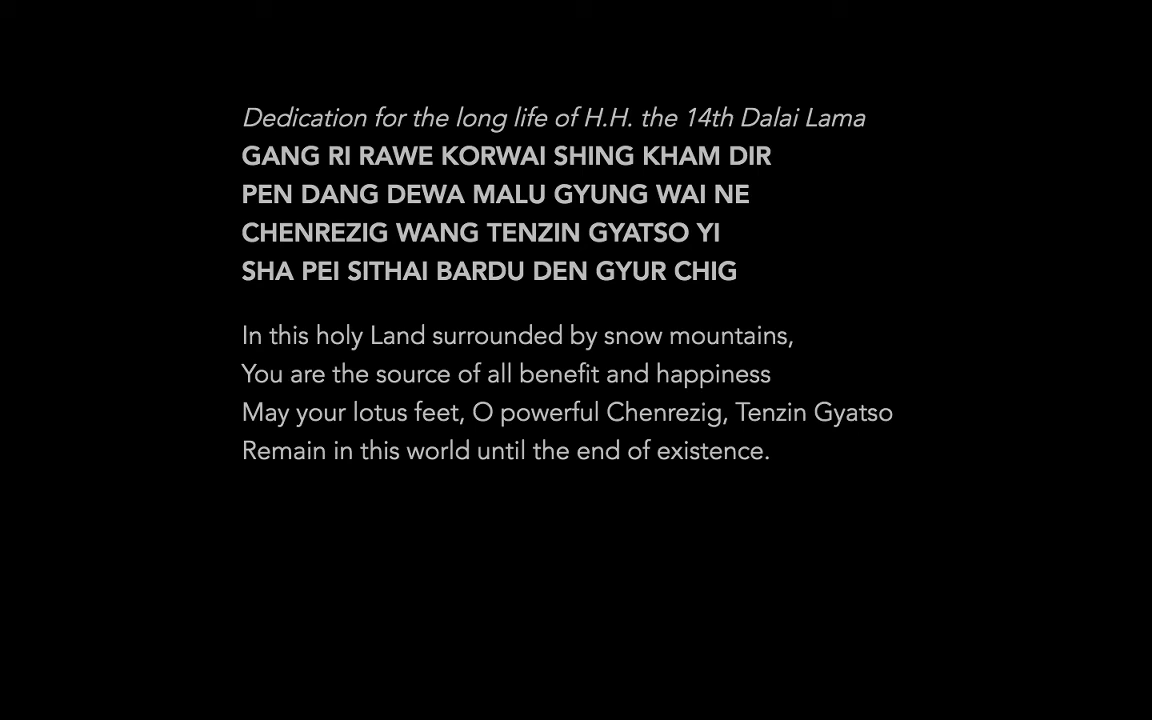 Dedication for the long life of H.H. the 14th Dalai Lama
GANG RI RAWE KORWAI SHING KHAM DIR
PEN DANG DEWA MALU GYUNG WAI NE
CHENREZIG WANG TENZIN GYATSO YI
SHA PEI SITHAI BARDU DEN GYUR CHIG
In this holy Land surrounded by snow mountains,
You are the source of all benefit and happiness
May your lotus feet, O powerful Chenrezig, Tenzin Gyatso
Remain in this world until the end of existence.